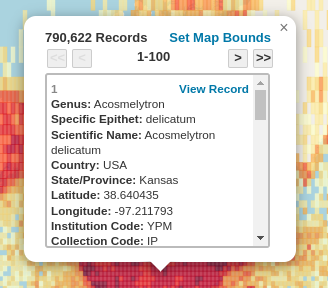 ×
790,622 Records Set Map Bounds
<< < 1-100 > >>
1 View Record
Genus: Acosmelytron
Specific Epithet: delicatum
Scientific Name: Acosmelytron
delicatum
Country: USA
State/Province: Kansas
Latitude: 38.640435
Longitude: -97.211793
Institution Code: YPM
Collection Code: IP